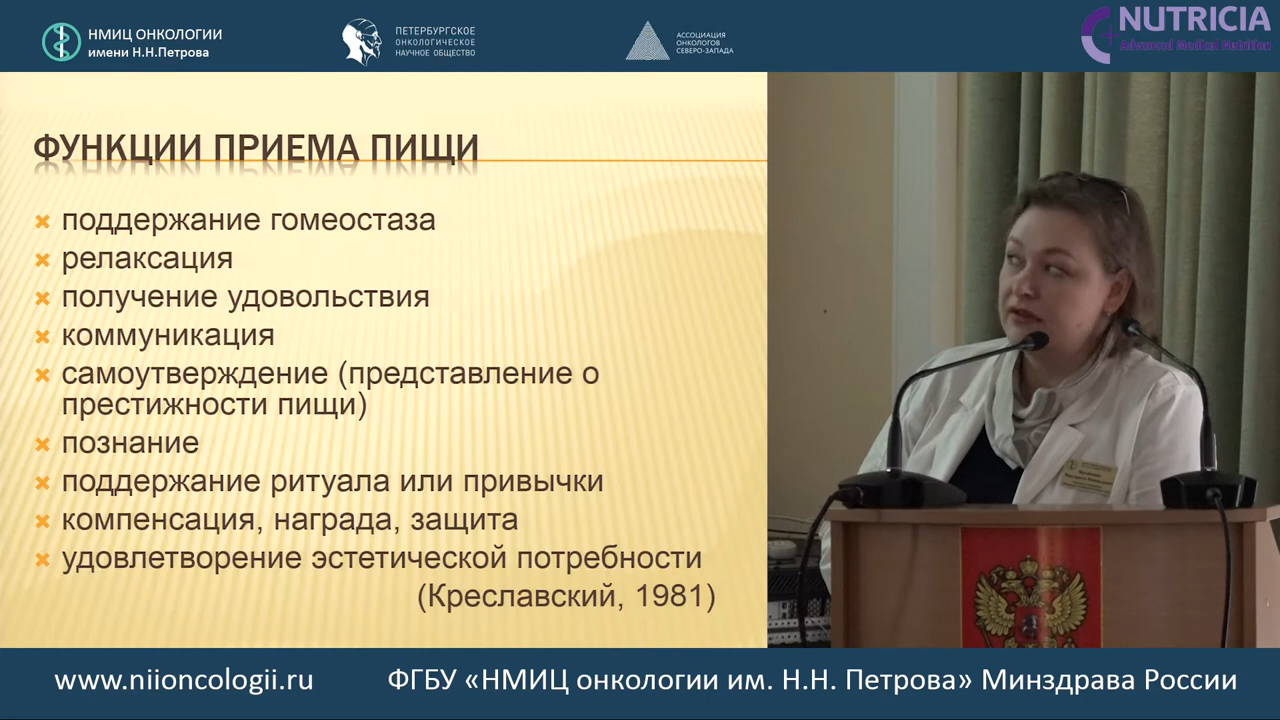 НМИЦ ОНКОЛОГИИ
имени Н.Н.Петрова
ПЕТЕРБУРГСКОЕ
ОНКОЛОГИЧЕСКОЕ
НАУЧНОЕ ОБЩЕСТВО
АССОЦИАЦИЯ
ОНКОЛОГОВ
СЕВЕРО-ЗАПАДА
NUTRICIA
Advanced Medical Nutrition
ФУНКЦИИ ПРИЕМА ПИЩИ
поддержание гомеостаза
релаксация
получение удовольствия
коммуникация
самоутверждение (представление о
престижности пищи)
познание
поддержание ритуала или привычки
компенсация, награда, защита
удовлетворение эстетической потребности
(Креславский, 1981)
www.niioncologii.ru
ФГБУ «НМИЦ онкологии им. Н.Н. Петрова» Минздрава России